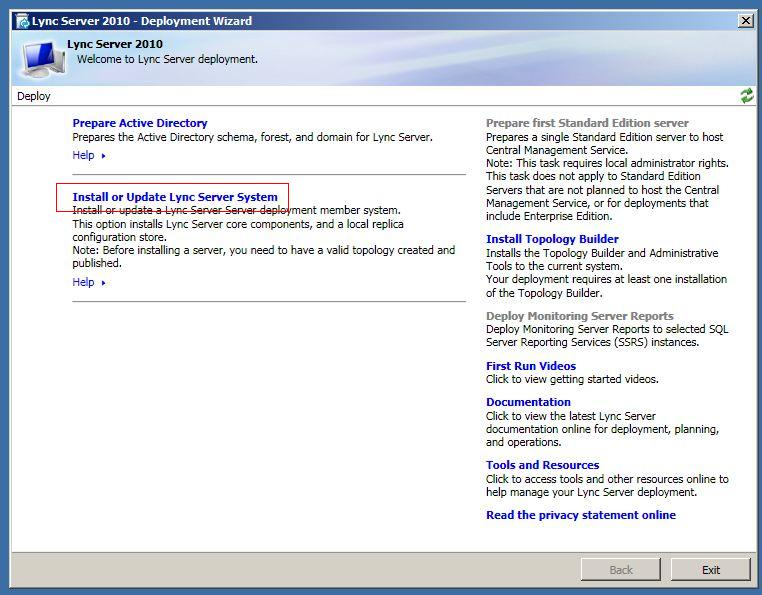 Lync Server 2010 - Deployment Wizard
Lync Server 2010
Welcome to Lync Server deployment.
Deploy
Prepare Active Directory
Prepares the Active Directory schema, forest, and domain for Lync Server.
Help
Install or Update Lync Server System
Install or update a Lync Server Server deployment member system.
This option installs Lync Server core components, and a local replica
configuration store.
Note: Before installing a server, you need to have a valid topology created and
published.
Help
Prepare first Standard Edition server
Prepares a single Standard Edition server to host
Central Management Service.
Note: This task requires local administrator rights.
This task does not apply to Standard Edition
Servers that are not planned to host the Central
Management Service, or for deployments that
include Enterprise Edition.
Install Topology Builder
Installs the Topology Builder and Administrative
Tools to the current system.
Your deployment requires at least one installation
of the Topology Builder.
Deploy Monitoring Server Reports
Deploy Monitoring Server Reports to selected SQL
Server Reporting Services (SSRS) instances.
First Run Videos
Click to view getting started videos.
Documentation
Click to view the latest Lync Server
documentation online for deployment, planning,
and operations.
Tools and Resources
Click to access tools and other resources online to
help manage your Lync Server deployment.
Read the privacy statement online
Back
Exit